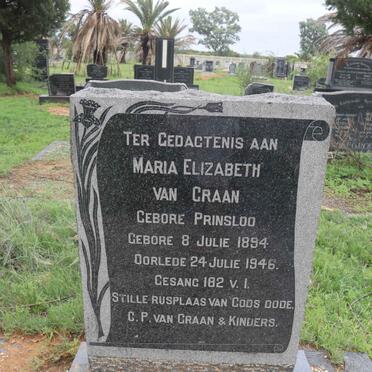 TER GEDACTENIS AAN
MARIA ELIZABETH
VAN GRAAN
GEBORE PRINSLOO
GEBORE 8 JULIE 1894
OORLEDE 24 JULIE 1946.
GESANG 182 V. 1.
STILLE RUSPLAAS VAN GODS DODE.
G. P. VAN GRAAN & KINDERS.